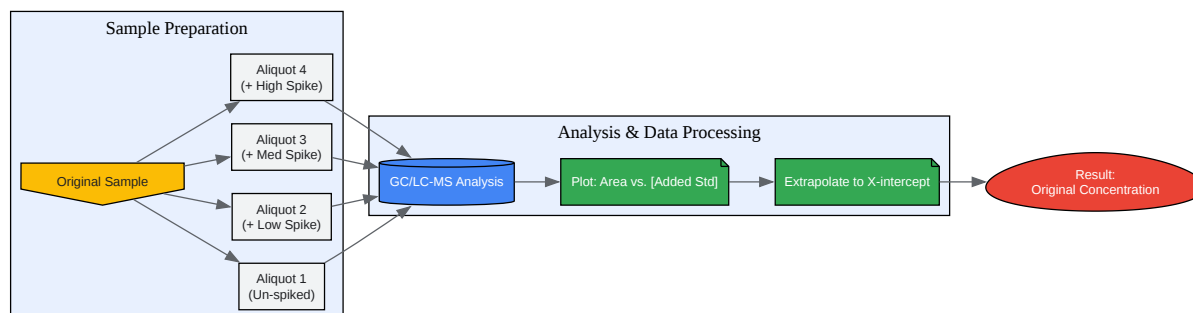 Sample Preparation
Aliquot 4
(+ High Spike)
Aliquot 3
(+ Med Spike)
Original Sample
Aliquot 2
(+ Low Spike)
Aliquot 1
(Un-spiked)
Analysis & Data Processing
GC/LC-MS Analysis
Plot: Area vs. [Added Std]
Extrapolate to X-intercept
Result:
Original Concentration